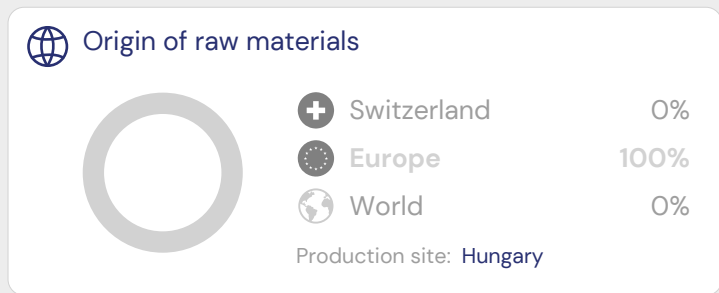 Origin of raw materials
Switzerland 0%
Europe 100%
World 0%
Production site: Hungary